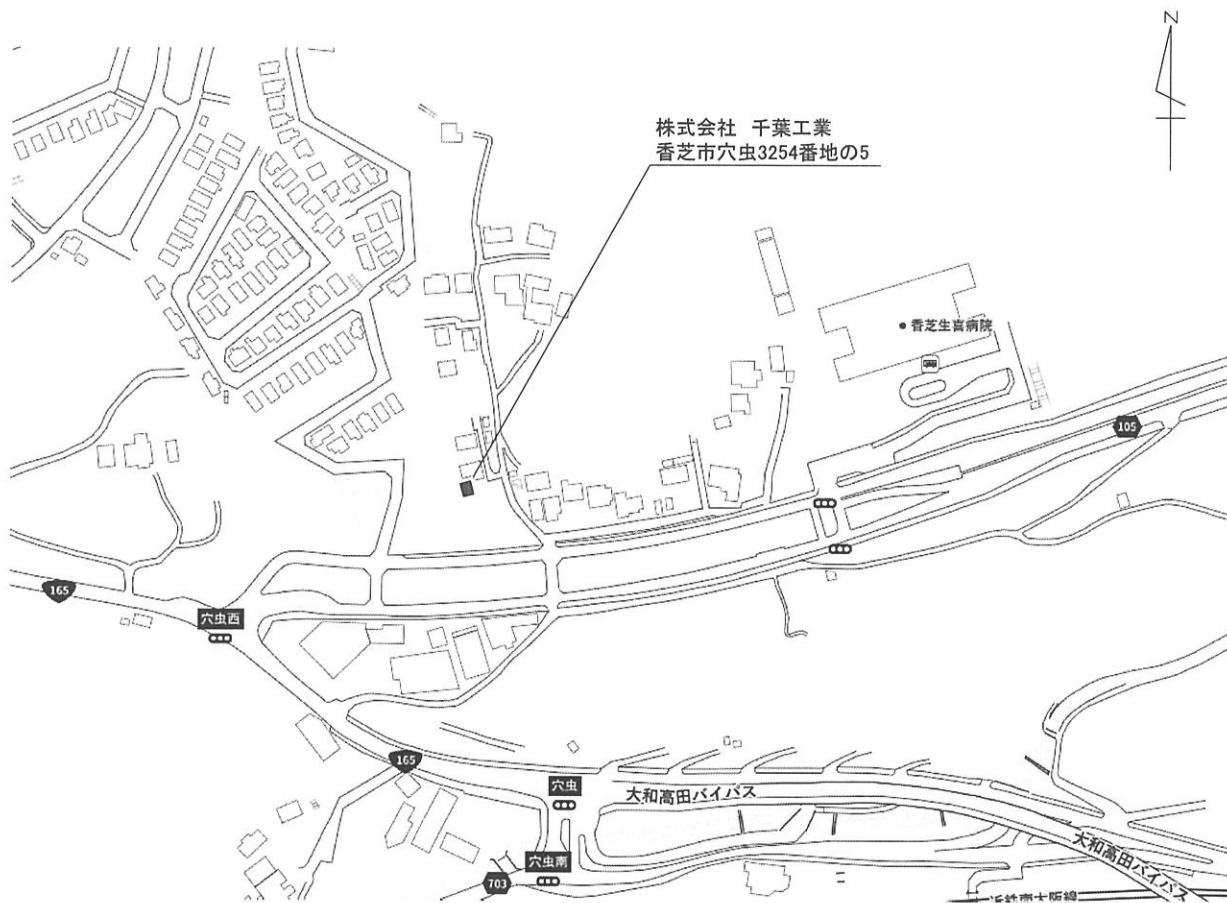 N
株式会社 千葉工業
香芝市穴虫3254番地の5
香芝生喜病院
105
165
穴虫西
165
穴虫
大和高田バイパス
大和高田バイパス
穴虫南
703
近鉄南大阪線